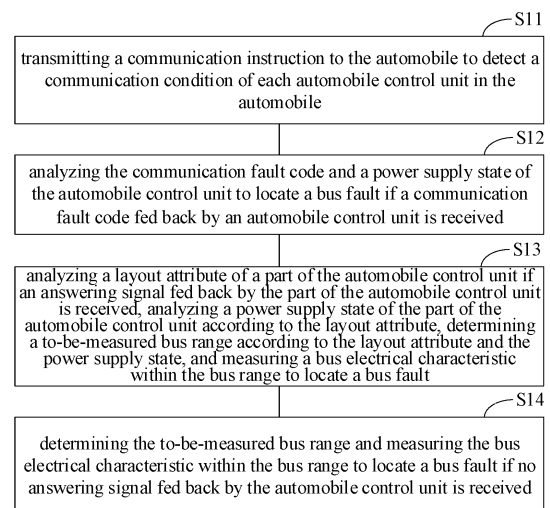 S11
transmitting a communication instruction to the automobile to detect a
communication condition of each automobile control unit in the
automobile
S12
analyzing the communication fault code and a power supply state of
the automobile control unit to locate a bus fault if a communication
fault code fed back by an automobile control unit is received
S13
analyzing a layout attribute of a part of the automobile control unit if
an answering signal fed back by the part of the automobile control unit
is received, analyzing a power supply state of the part of the
automobile control unit according to the layout attribute, determining
a to-be-measured bus range according to the layout attribute and the
the power supply state, and measuring a bus electrical characteristic
within the bus range to locate a bus fault
S14
determining the to-be-measured bus range and measuring the bus
electrical characteristic within the bus range to locate a bus fault if no
answering signal fed back by the automobile control unit is received